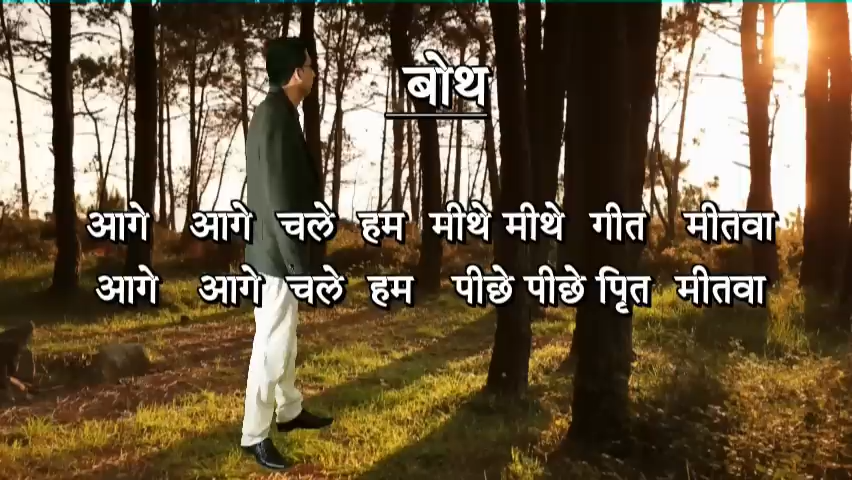 बोथ
आगे आगे चले हम मीथे मीथे गीत मीतवा
आगे आगे चले हम पीछे पीछे प्रिृत मीतवा